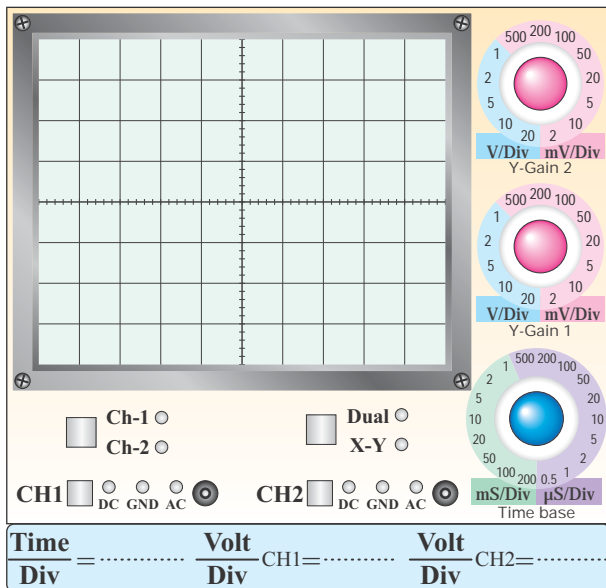 500 200 100 50 20 10 5 2 20 10 5 2 1
V/Div mV/Div
Y-Gain 2
500 200 100 50 20 10 5 2 20 10 5 2 1
V/Div mV/Div
Y-Gain 1
500 200 100 50 20 10 5 2 1 0.5 200 100 50 20 10 5 2 1
mS/Div µS/Div
Time base
Ch-1
Ch-2
Dual
X-Y
CH1 DC GND AC
CH2 DC GND AC
Time/Div = ............... Volt/Div CH1= ............... Volt/Div CH2= ...............